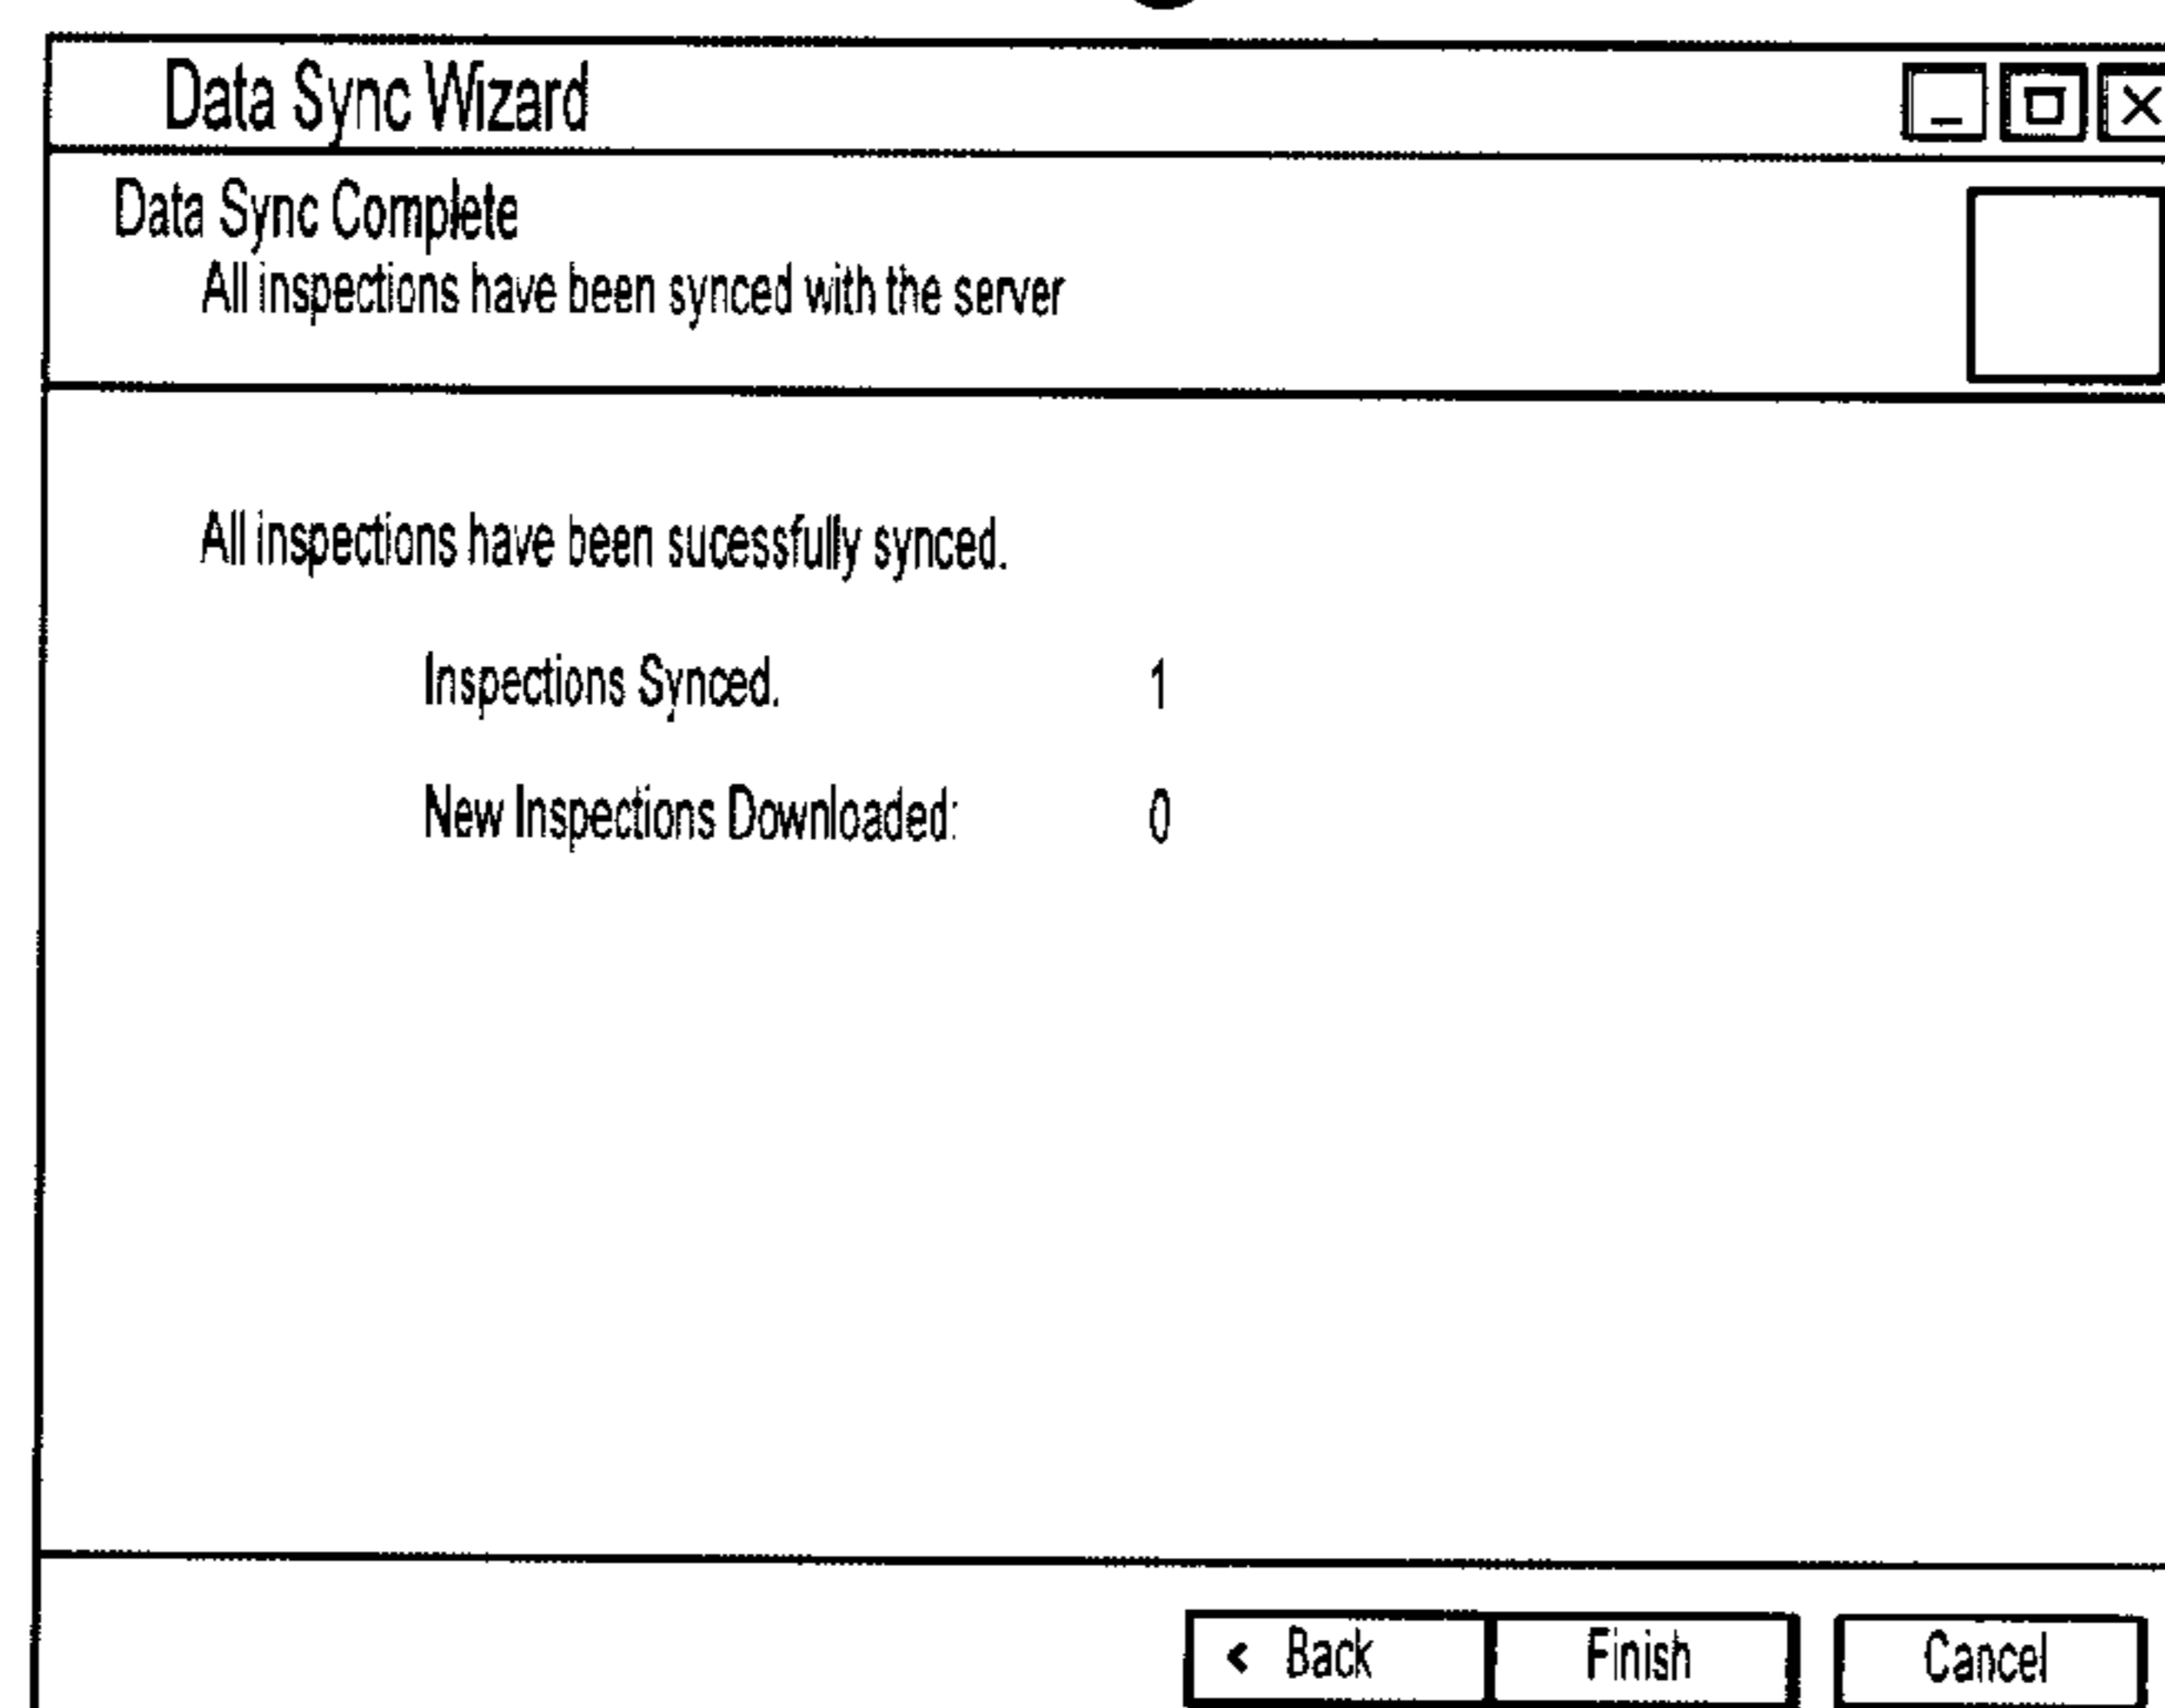 Data Sync Wizard
Data Sync Complete
All inspections have been synced with the server
All inspections have been sucessfully synced.
Inspections Synced. 1
New Inspections Downloaded: 0
< Back Finish Cancel